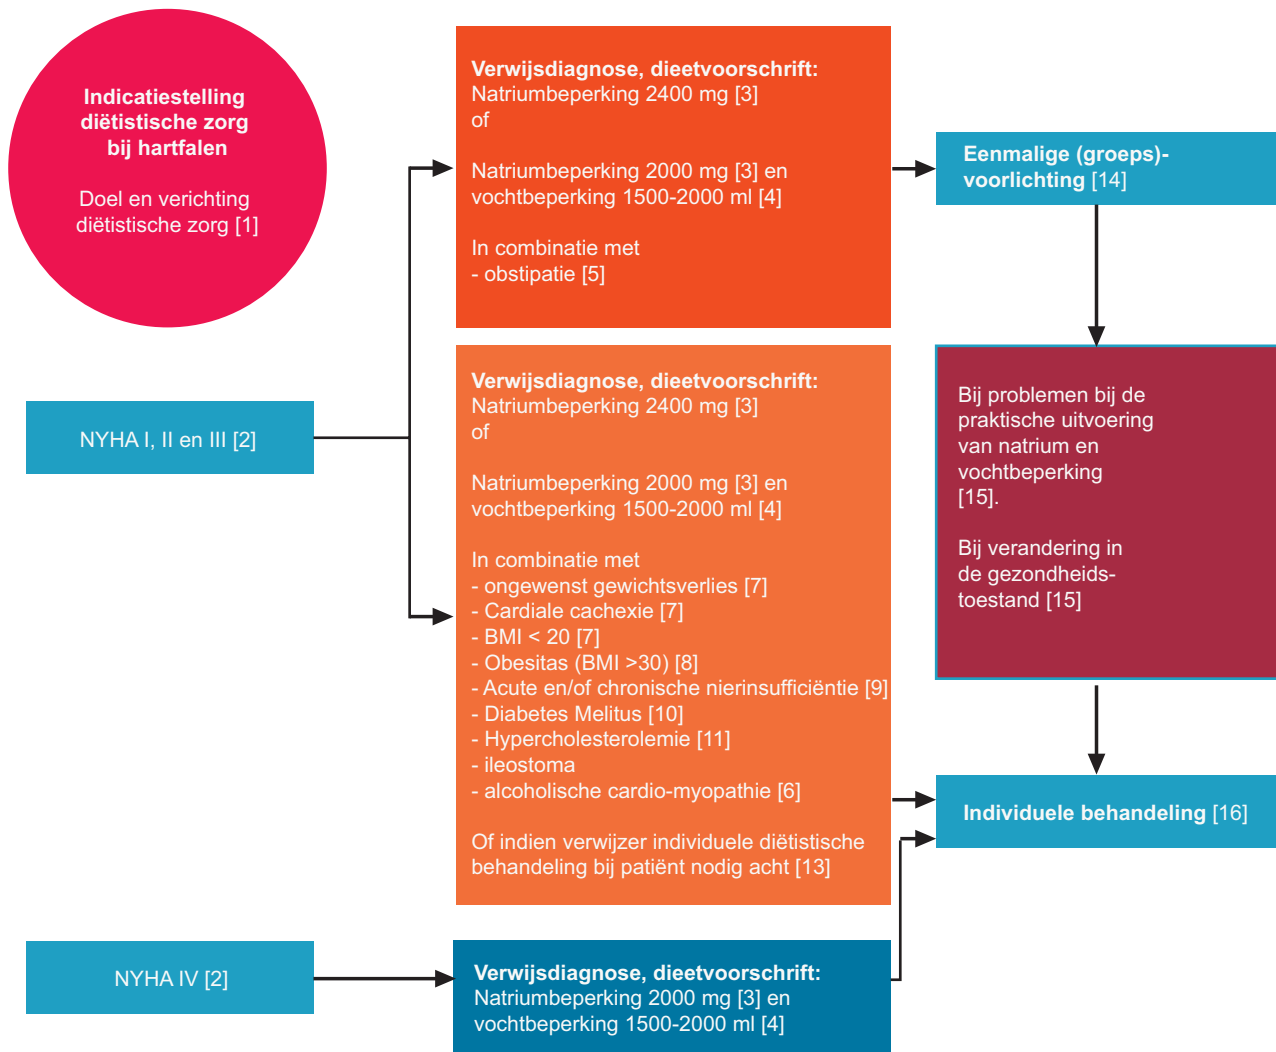 Indicatiestelling
diëtistische zorg
bij hartfalen
Doel en verichting
diëtistische zorg [1]
NYHA I, II en III [2]
Verwijsdiagnose, dieetvoorschrift:
Natriumbeperking 2400 mg [3]
of
Natriumbeperking 2000 mg [3] en
vochtbeperking 1500-2000 ml [4]
In combinatie met
- obstipatie [5]
Eenmalige (groeps)-
voorlichting [14]
Verwijsdiagnose, dieetvoorschrift:
Natriumbeperking 2400 mg [3]
of
Natriumbeperking 2000 mg [3] en
vochtbeperking 1500-2000 ml [4]
In combinatie met
- ongewenst gewichtsverlies [7]
- Cardiale cachexie [7]
- BMI < 20 [7]
- Obesitas (BMI >30) [8]
- Acute en/of chronische nierinsufficiëntie [9]
- Diabetes Melitus [10]
- Hypercholesterolemie [11]
- ileostoma
- alcoholische cardio-myopathie [6]
Of indien verwijzer individuele diëtistische
behandeling bij patiënt nodig acht [13]
Bij problemen bij de
praktische uitvoering
van natrium en
vochtbeperking
[15].
Bij verandering in
de gezondheids-
toestand [15]
Individuele behandeling [16]
NYHA IV [2]
Verwijsdiagnose, dieetvoorschrift:
Natriumbeperking 2000 mg [3] en
vochtbeperking 1500-2000 ml [4]